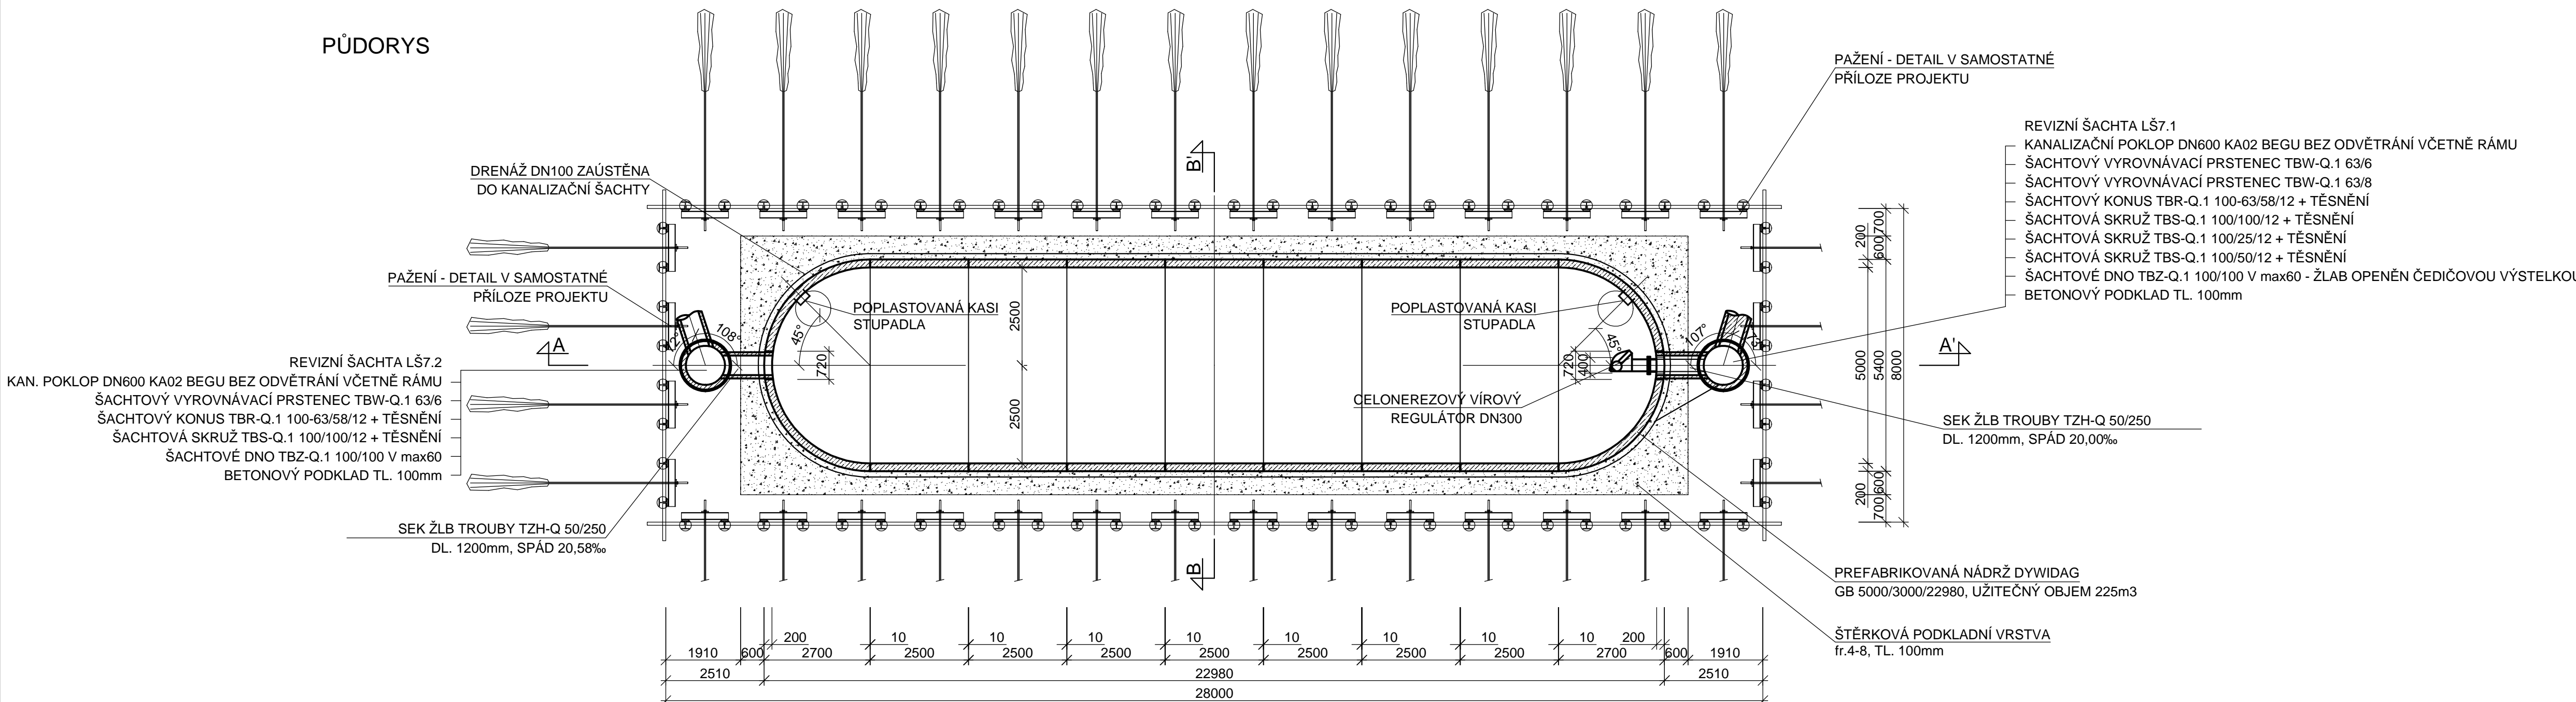 PŮDORYS
PAŽENÍ - DETAIL V SAMOSTATNÉ
PŘÍLOZE PROJEKTU
REVIZNÍ ŠACHTA LŠ7.1
KANALIZAČNÍ POKLOP DN600 KA02 BEGU BEZ ODVĚTRÁNÍ VČETNĚ RÁMU
ŠACHTOVÝ VYROVNÁVACÍ PRSTENEC TBW-Q.1 63/6
ŠACHTOVÝ VYROVNÁVACÍ PRSTENEC TBW-Q.1 63/8
ŠACHTOVÝ KONUS TBR-Q.1 100-63/58/12 + TĚSNĚNÍ
ŠACHTOVÁ SKRUŽ TBS-Q.1 100/100/12 + TĚSNĚNÍ
ŠACHTOVÁ SKRUŽ TBS-Q.1 100/25/12 + TĚSNĚNÍ
ŠACHTOVÁ SKRUŽ TBS-Q.1 100/50/12 + TĚSNĚNÍ
ŠACHTOVÉ DNO TBZ-Q.1 100/100 V max60 - ŽLAB OPENĚN ČEDIČOVOU VÝSTELKOU
BETONOVÝ PODKLAD TL. 100mm
DRENÁŽ DN100 ZAÚSTĚNA
DO KANALIZAČNÍ ŠACHTY
B'
PAŽENÍ - DETAIL V SAMOSTATNÉ
PŘÍLOZE PROJEKTU
POPLASTOVANÁ KASI
STUPADLA
POPLASTOVANÁ KASI
STUPADLA
A
A'
108°
45°
720
2500
2500
720
400
45°
107°
REVIZNÍ ŠACHTA LŠ7.2
KAN. POKLOP DN600 KA02 BEGU BEZ ODVĚTRÁNÍ VČETNĚ RÁMU
ŠACHTOVÝ VYROVNÁVACÍ PRSTENEC TBW-Q.1 63/6
ŠACHTOVÝ KONUS TBR-Q.1 100-63/58/12 + TĚSNĚNÍ
ŠACHTOVÁ SKRUŽ TBS-Q.1 100/100/12 + TĚSNĚNÍ
ŠACHTOVÉ DNO TBZ-Q.1 100/100 V max60
BETONOVÝ PODKLAD TL. 100mm
CELONEREZOVÝ VÍROVÝ
REGULÁTOR DN300
200 600 700
5000 5400 8000
200 600 700
SEK ŽLB TROUBY TZH-Q 50/250
DL. 1200mm, SPÁD 20,00‰
SEK ŽLB TROUBY TZH-Q 50/250
DL. 1200mm, SPÁD 20,58‰
B
PREFABRIKOVANÁ NÁDRŽ DYWIDAG
GB 5000/3000/22980, UŽITEČNÝ OBJEM 225m3
ŠTĚRKOVÁ PODKLADNÍ VRSTVA
fr.4-8, TL. 100mm
200 10 10 10 10 10 10 10 10 200
1910 600 2700 2500 2500 2500 2500 2500 2500 2500 2700 600 1910
2510 22980 2510
28000